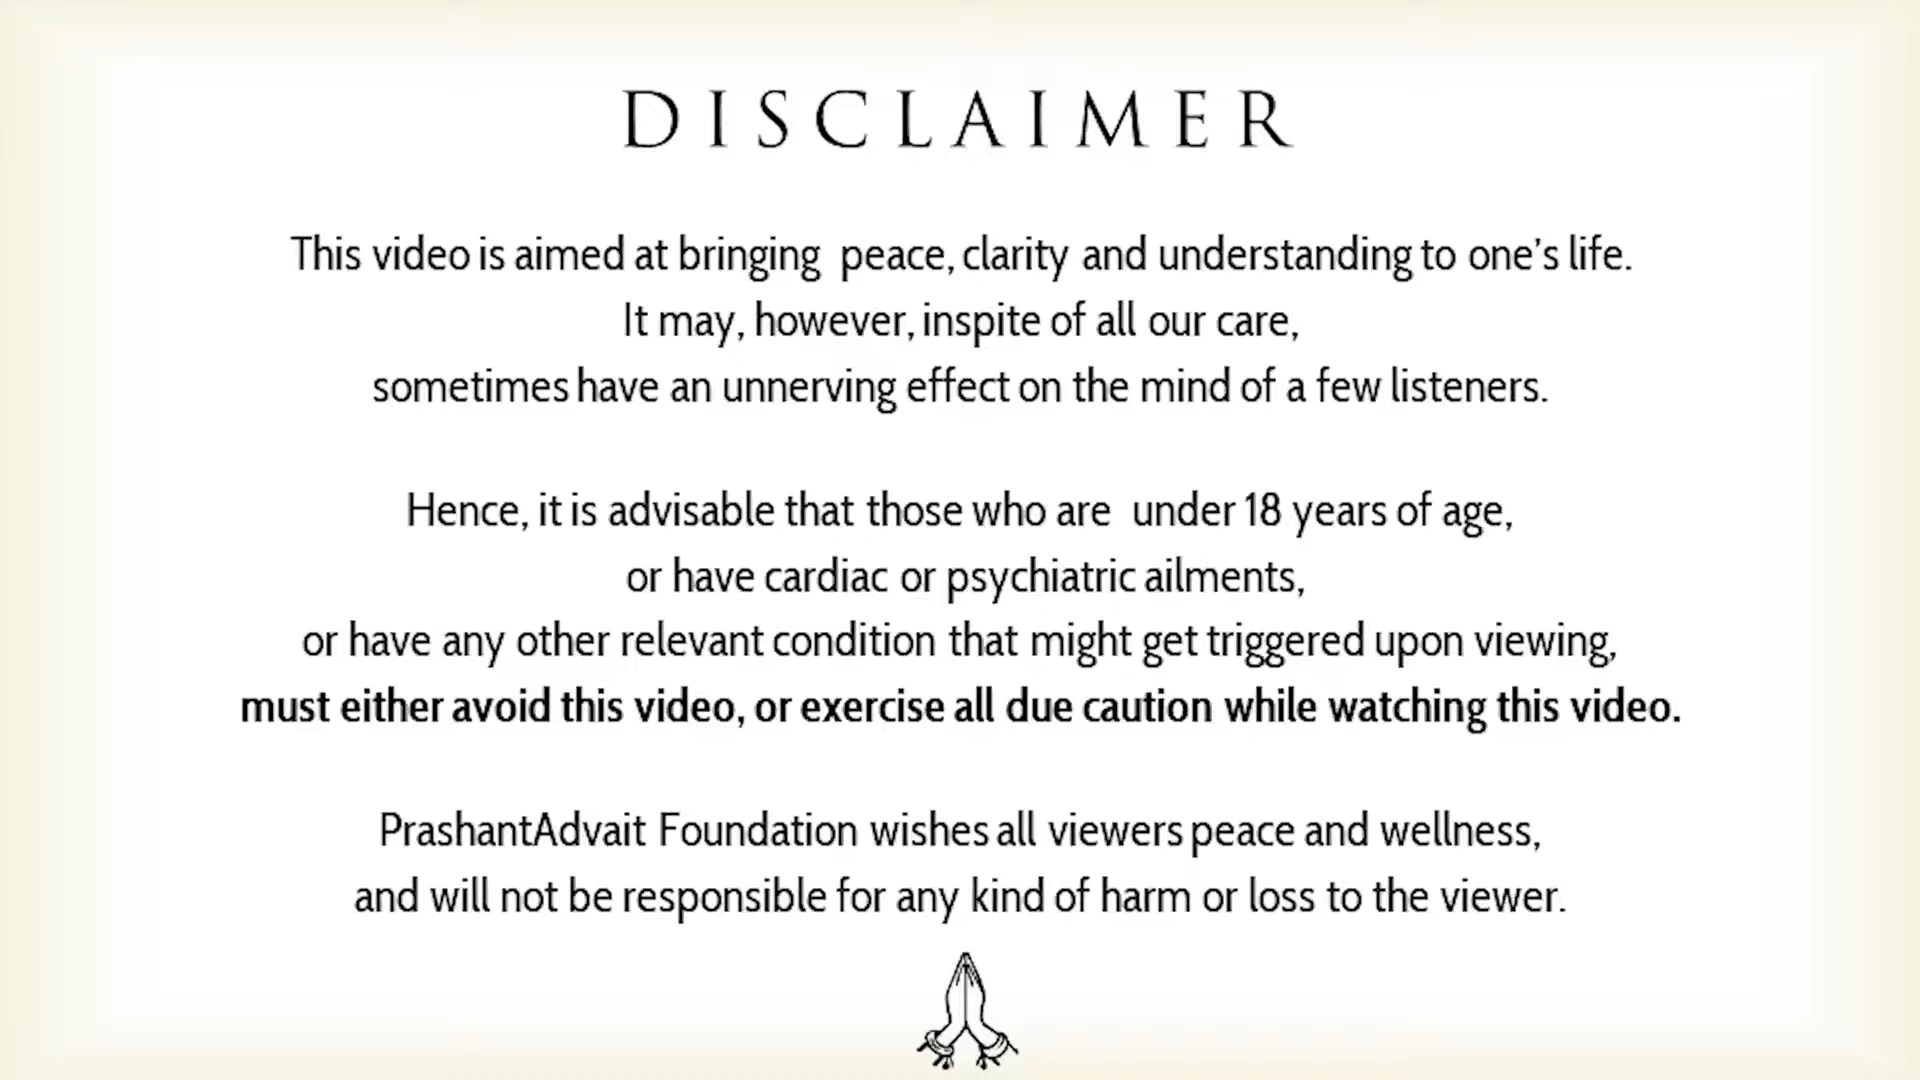 DISCLAIMER
This video is aimed at bringing peace, clarity and understanding to one's life.
It may, however, inspite of all our care,
sometimes have an unnerving effect on the mind of a few listeners.
Hence, it is advisable that those who are under 18 years of age,
or have cardiac or psychiatric ailments,
or have any other relevant condition that might get triggered upon viewing,
must either avoid this video, or exercise all due caution while watching this video.
PrashantAdvait Foundation wishes all viewers peace and wellness,
and will not be responsible for any kind of harm or loss to the viewer.